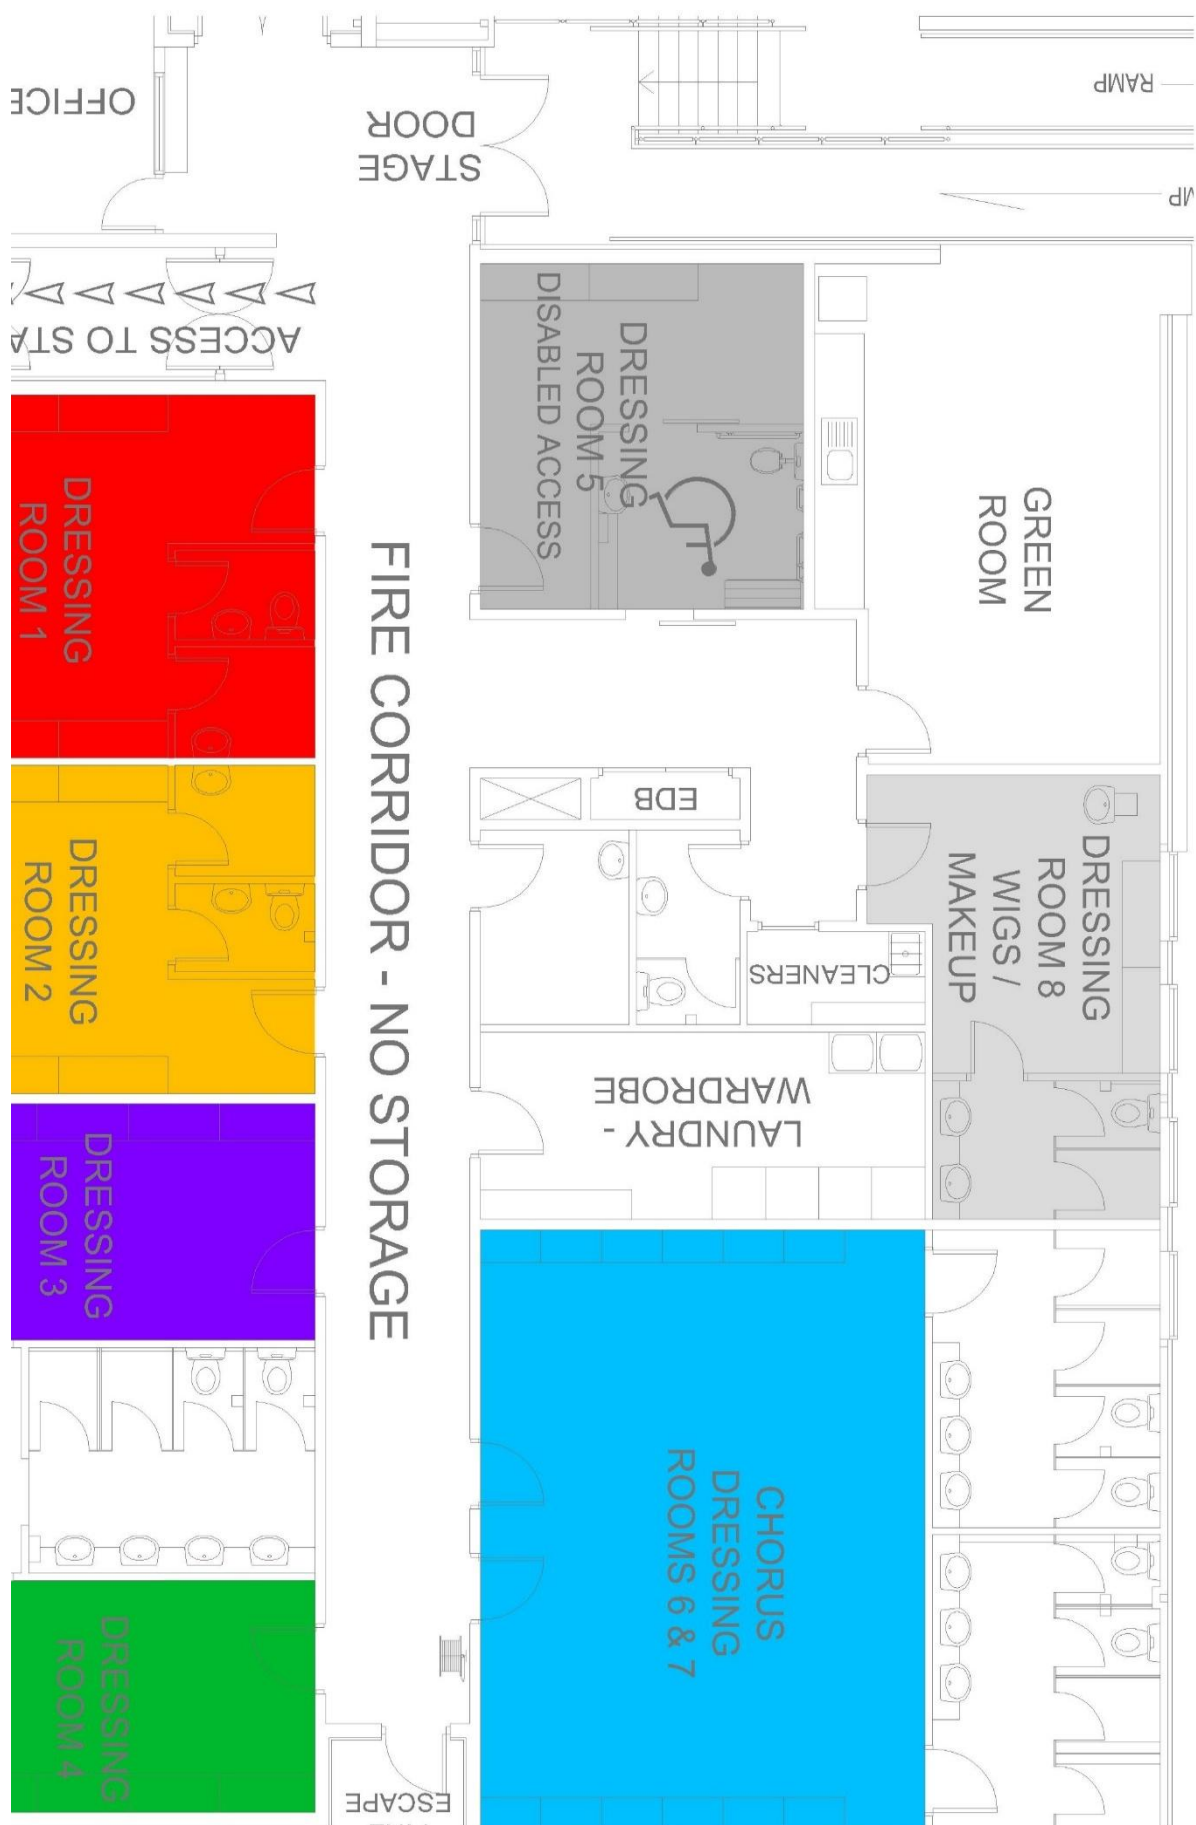 OFFICE
STAGE
DOOR
RAMP
MP
ACCESS TO STA
DRESSING
ROOM 5
DISABLED ACCESS
GREEN
ROOM
DRESSING
ROOM 1
FIRE CORRIDOR - NO STORAGE
EDB
DRESSING
ROOM 2
DRESSING
ROOM 8
WIGS /
MAKEUP
CLEANERS
LAUNDRY -
WARDROBE
DRESSING
ROOM 3
CHORUS
DRESSING
ROOMS 6 & 7
DRESSING
ROOM 4
ESCAPE